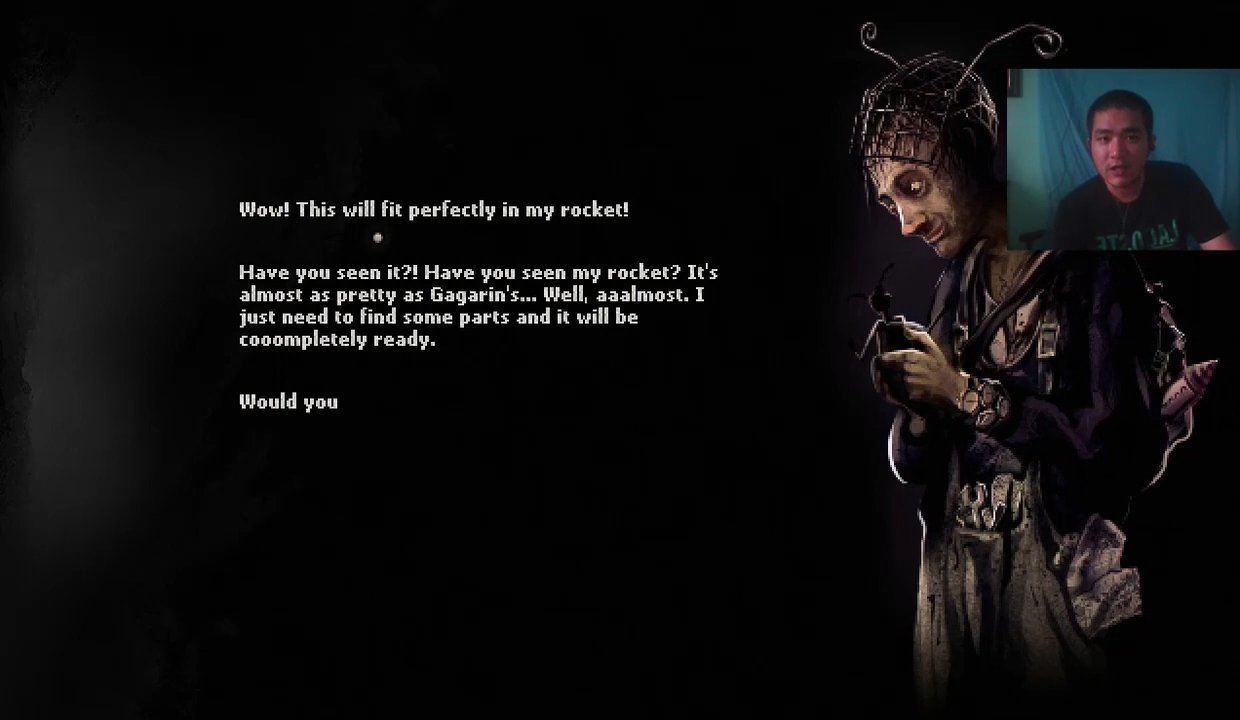 Wow! This will fit perfectly in my rocket!
Have you seen it?! Have you seen my rocket? It's
almost as pretty as Gagarin's... Well, aaalmost. I
just need to find some parts and it will be
cooompletely ready.
Would you